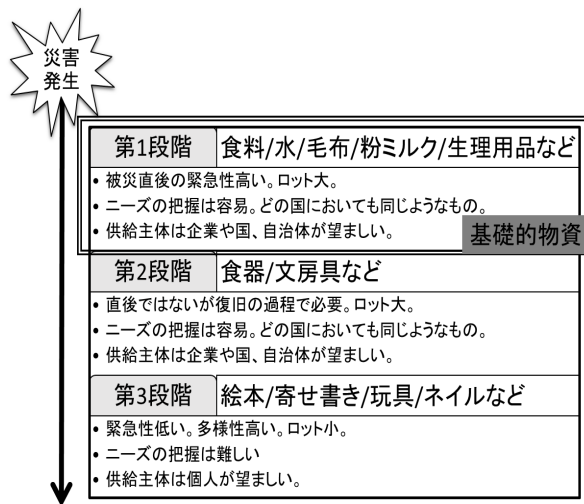 災害
発生
第1段階 食料/水/毛布/粉ミルク/生理用品など
• 被災直後の緊急性高い。ロット大。
• ニーズの把握は容易。どの国においても同じようなもの。
• 供給主体は企業や国、自治体が望ましい。
基礎的物資
第2段階 食器/文房具など
• 直後ではないが復旧の過程で必要。ロット大。
• ニーズの把握は容易。どの国においても同じようなもの。
• 供給主体は企業や国、自治体が望ましい。
第3段階 絵本/寄せ書き/玩具/ネイルなど
• 緊急性低い。多様性高い。ロット小。
• ニーズの把握は難しい
• 供給主体は個人が望ましい。